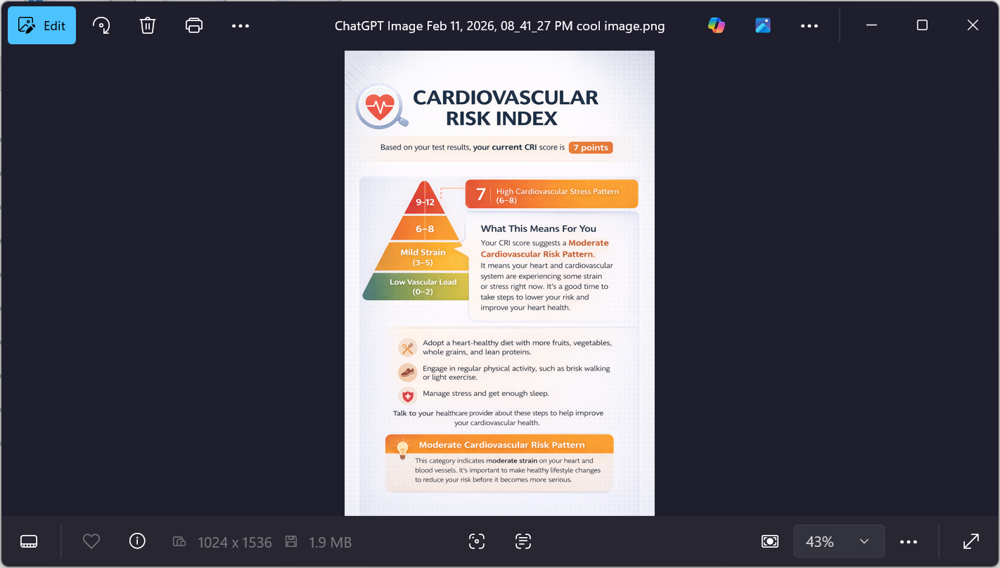 Edit
ChatGPT Image Feb 11, 2026, 08_41_27 PM cool image.png
CARDIOVASCULAR
RISK INDEX
Based on your test results, your current CRI score is 7 points
9–12
6–8
Mild Strain
(3–5)
Low Vascular Load
(0–2)
7 High Cardiovascular Stress Pattern
(6–8)
What This Means For You
Your CRI score suggests a Moderate
Cardiovascular Risk Pattern.
It means your heart and cardiovascular
system are experiencing some strain
or stress right now. It's a good time to
take steps to lower your risk and
improve your heart health.
Adopt a heart-healthy diet with more fruits, vegetables,
whole grains, and lean proteins.
Engage in regular physical activity, such as brisk walking
or light exercise.
Manage stress and get enough sleep.
Talk to your healthcare provider about these steps to help improve
your cardiovascular health.
Moderate Cardiovascular Risk Pattern
This category indicates moderate strain on your heart and
blood vessels. It's important to make healthy lifestyle changes
to reduce your risk before it becomes more serious.
1024 x 1536
1.9 MB
43%